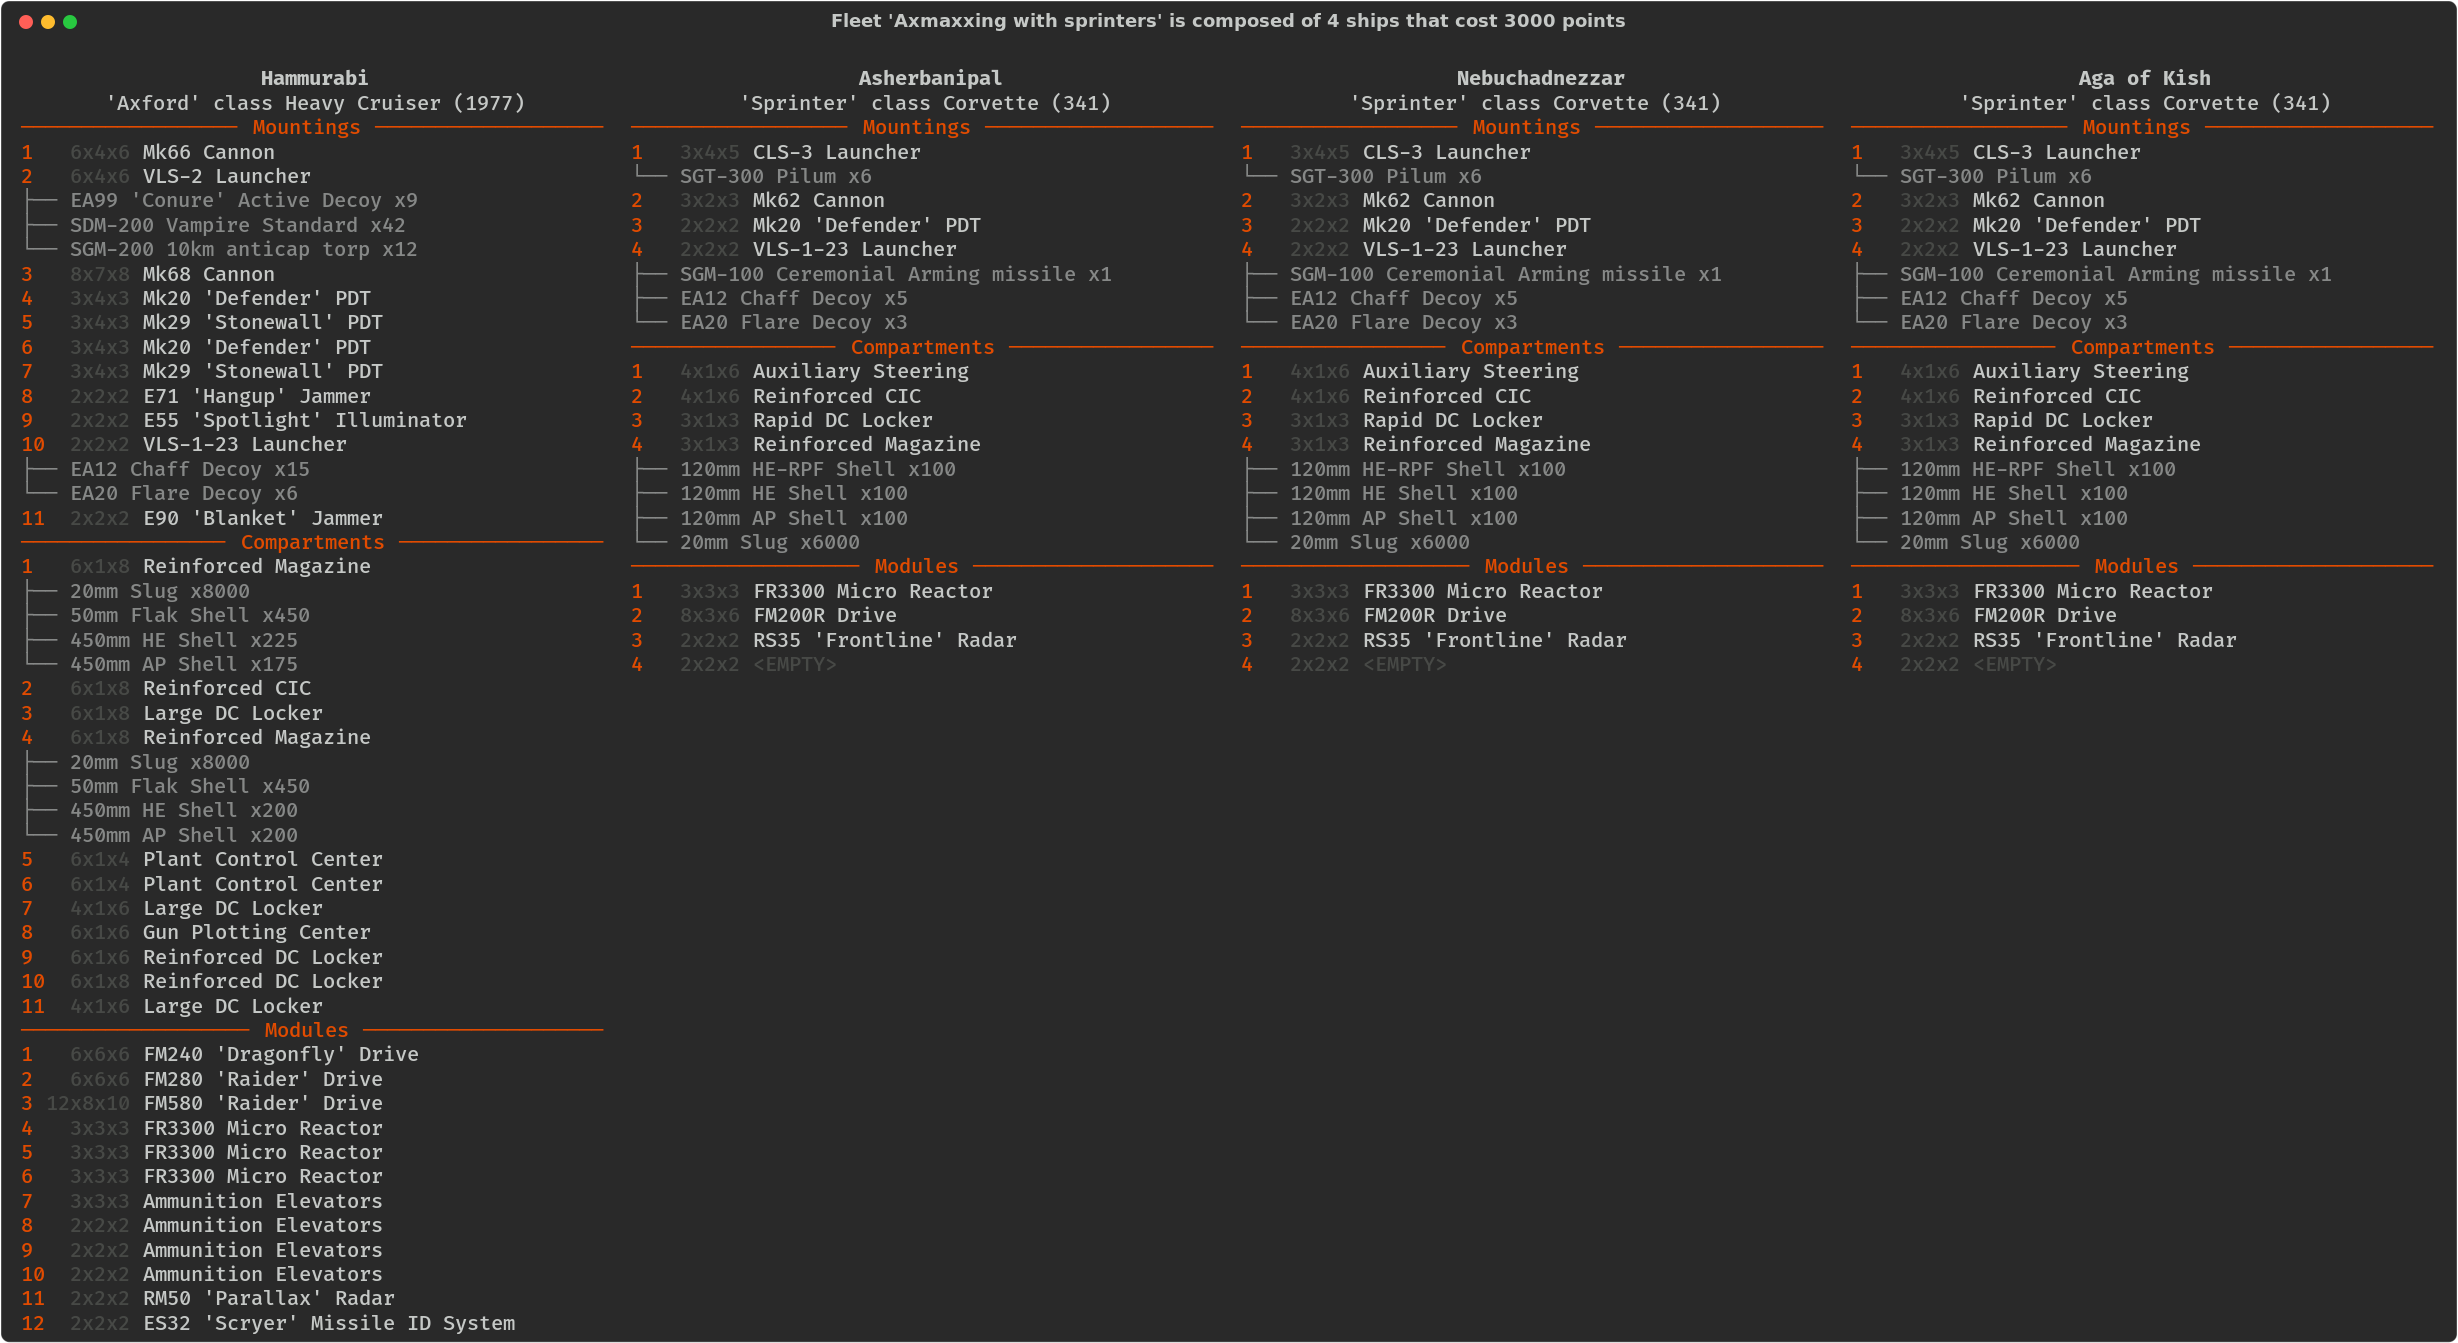 Fleet 'Axmaxxing with sprinters' is composed of 4 ships that cost 3000 points
Hammurabi
'Axford' class Heavy Cruiser (1977)
Mountings
1 6x4x6 Mk66 Cannon
2 6x4x6 VLS-2 Launcher
EA99 'Conure' Active Decoy x9
SDM-200 Vampire Standard x42
SGM-200 10km anticap torp x12
3 8x7x8 Mk68 Cannon
4 3x4x3 Mk20 'Defender' PDT
5 3x4x3 Mk29 'Stonewall' PDT
6 3x4x3 Mk20 'Defender' PDT
7 3x4x3 Mk29 'Stonewall' PDT
8 2x2x2 E71 'Hangup' Jammer
9 2x2x2 E55 'Spotlight' Illuminator
10 2x2x2 VLS-1-23 Launcher
EA12 Chaff Decoy x15
EA20 Flare Decoy x6
11 2x2x2 E90 'Blanket' Jammer
Compartments
1 6x1x8 Reinforced Magazine
20mm Slug x8000
50mm Flak Shell x450
450mm HE Shell x225
450mm AP Shell x175
2 6x1x8 Reinforced CIC
3 6x1x8 Large DC Locker
4 6x1x8 Reinforced Magazine
20mm Slug x8000
50mm Flak Shell x450
450mm HE Shell x200
450mm AP Shell x200
5 6x1x4 Plant Control Center
6 6x1x4 Plant Control Center
7 4x1x6 Large DC Locker
8 6x1x6 Gun Plotting Center
9 6x1x6 Reinforced DC Locker
10 6x1x8 Reinforced DC Locker
11 4x1x6 Large DC Locker
Modules
1 6x6x6 FM240 'Dragonfly' Drive
2 6x6x6 FM280 'Raider' Drive
3 12x8x10 FM580 'Raider' Drive
4 3x3x3 FR3300 Micro Reactor
5 3x3x3 FR3300 Micro Reactor
6 3x3x3 FR3300 Micro Reactor
7 3x3x3 Ammunition Elevators
8 2x2x2 Ammunition Elevators
9 2x2x2 Ammunition Elevators
10 2x2x2 Ammunition Elevators
11 2x2x2 RM50 'Parallax' Radar
12 2x2x2 ES32 'Scryer' Missile ID System
Asherbanipal
'Sprinter' class Corvette (341)
Mountings
1 3x4x5 CLS-3 Launcher
SGT-300 Pilum x6
2 3x2x3 Mk62 Cannon
3 2x2x2 Mk20 'Defender' PDT
4 2x2x2 VLS-1-23 Launcher
SGM-100 Ceremonial Arming missile x1
EA12 Chaff Decoy x5
EA20 Flare Decoy x3
Compartments
1 4x1x6 Auxiliary Steering
2 4x1x6 Reinforced CIC
3 3x1x3 Rapid DC Locker
4 3x1x3 Reinforced Magazine
120mm HE-RPF Shell x100
120mm HE Shell x100
120mm AP Shell x100
20mm Slug x6000
Modules
1 3x3x3 FR3300 Micro Reactor
2 8x3x6 FM200R Drive
3 2x2x2 RS35 'Frontline' Radar
4 2x2x2 <EMPTY>
Nebuchadnezzar
'Sprinter' class Corvette (341)
Mountings
1 3x4x5 CLS-3 Launcher
SGT-300 Pilum x6
2 3x2x3 Mk62 Cannon
3 2x2x2 Mk20 'Defender' PDT
4 2x2x2 VLS-1-23 Launcher
SGM-100 Ceremonial Arming missile x1
EA12 Chaff Decoy x5
EA20 Flare Decoy x3
Compartments
1 4x1x6 Auxiliary Steering
2 4x1x6 Reinforced CIC
3 3x1x3 Rapid DC Locker
4 3x1x3 Reinforced Magazine
120mm HE-RPF Shell x100
120mm HE Shell x100
120mm AP Shell x100
20mm Slug x6000
Modules
1 3x3x3 FR3300 Micro Reactor
2 8x3x6 FM200R Drive
3 2x2x2 RS35 'Frontline' Radar
4 2x2x2 <EMPTY>
Aga of Kish
'Sprinter' class Corvette (341)
Mountings
1 3x4x5 CLS-3 Launcher
SGT-300 Pilum x6
2 3x2x3 Mk62 Cannon
3 2x2x2 Mk20 'Defender' PDT
4 2x2x2 VLS-1-23 Launcher
SGM-100 Ceremonial Arming missile x1
EA12 Chaff Decoy x5
EA20 Flare Decoy x3
Compartments
1 4x1x6 Auxiliary Steering
2 4x1x6 Reinforced CIC
3 3x1x3 Rapid DC Locker
4 3x1x3 Reinforced Magazine
120mm HE-RPF Shell x100
120mm HE Shell x100
120mm AP Shell x100
20mm Slug x6000
Modules
1 3x3x3 FR3300 Micro Reactor
2 8x3x6 FM200R Drive
3 2x2x2 RS35 'Frontline' Radar
4 2x2x2 <EMPTY>